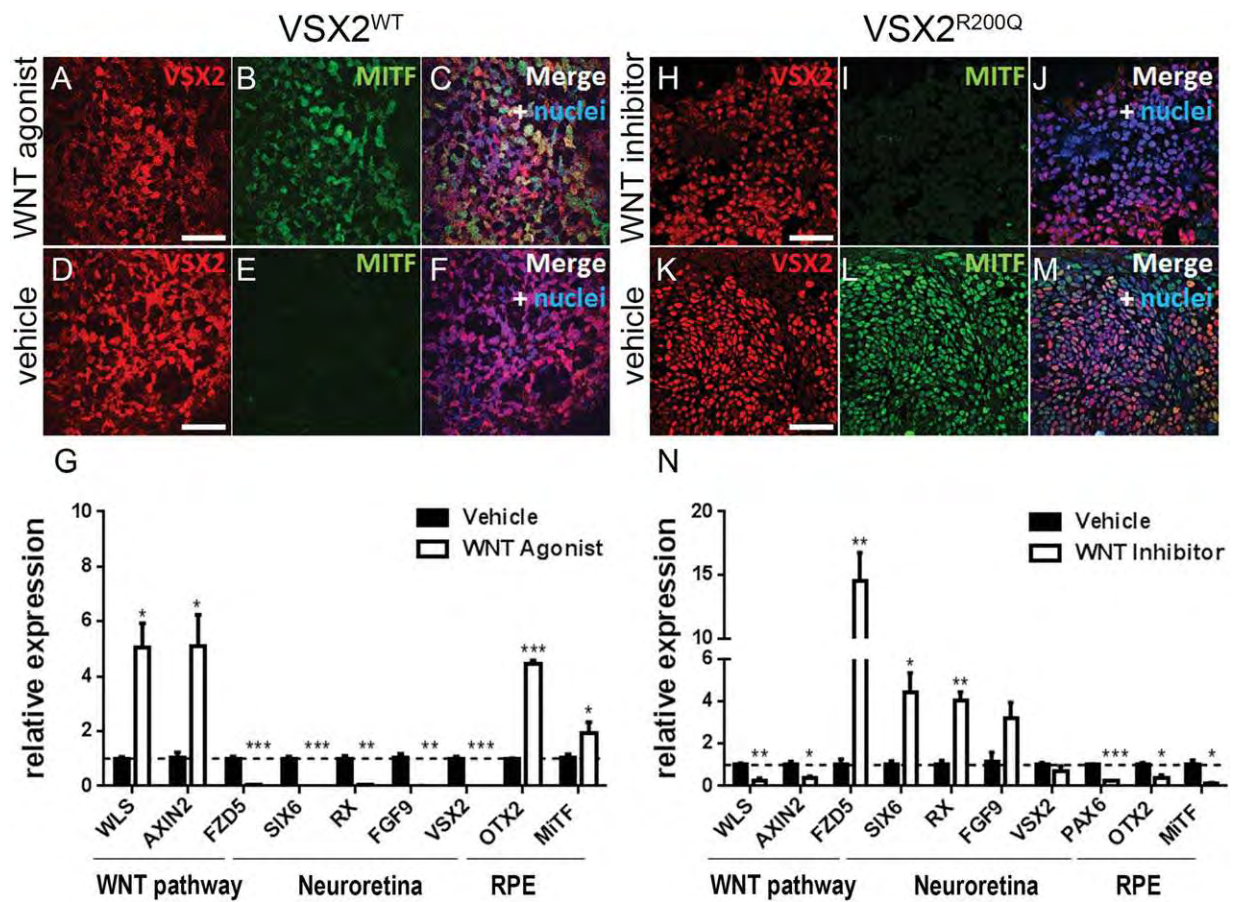 VSX2WT
VSX2R200Q
WNT agonist
A VSX2
B MITF
C Merge
+ nuclei
vehicle
D VSX2
E MITF
F Merge
+ nuclei
WNT inhibitor
H VSX2
I MITF
J Merge
+ nuclei
vehicle
K VSX2
L MITF
M Merge
+ nuclei
G
relative expression
10
8
6
4
2
0
Vehicle
WNT Agonist
* * *** *** ** ** *** *** *
WLS AXIN2 FZD5 SIX6 RX FGF9 VSX2 OTX2 MiTF
WNT pathway Neuroretina RPE
N
relative expression
20
15
10
6
4
2
0
Vehicle
WNT Inhibitor
** * ** * ** *** * *
WLS AXIN2 FZD5 SIX6 RX FGF9 VSX2 PAX6 OTX2 MiTF
WNT pathway Neuroretina RPE